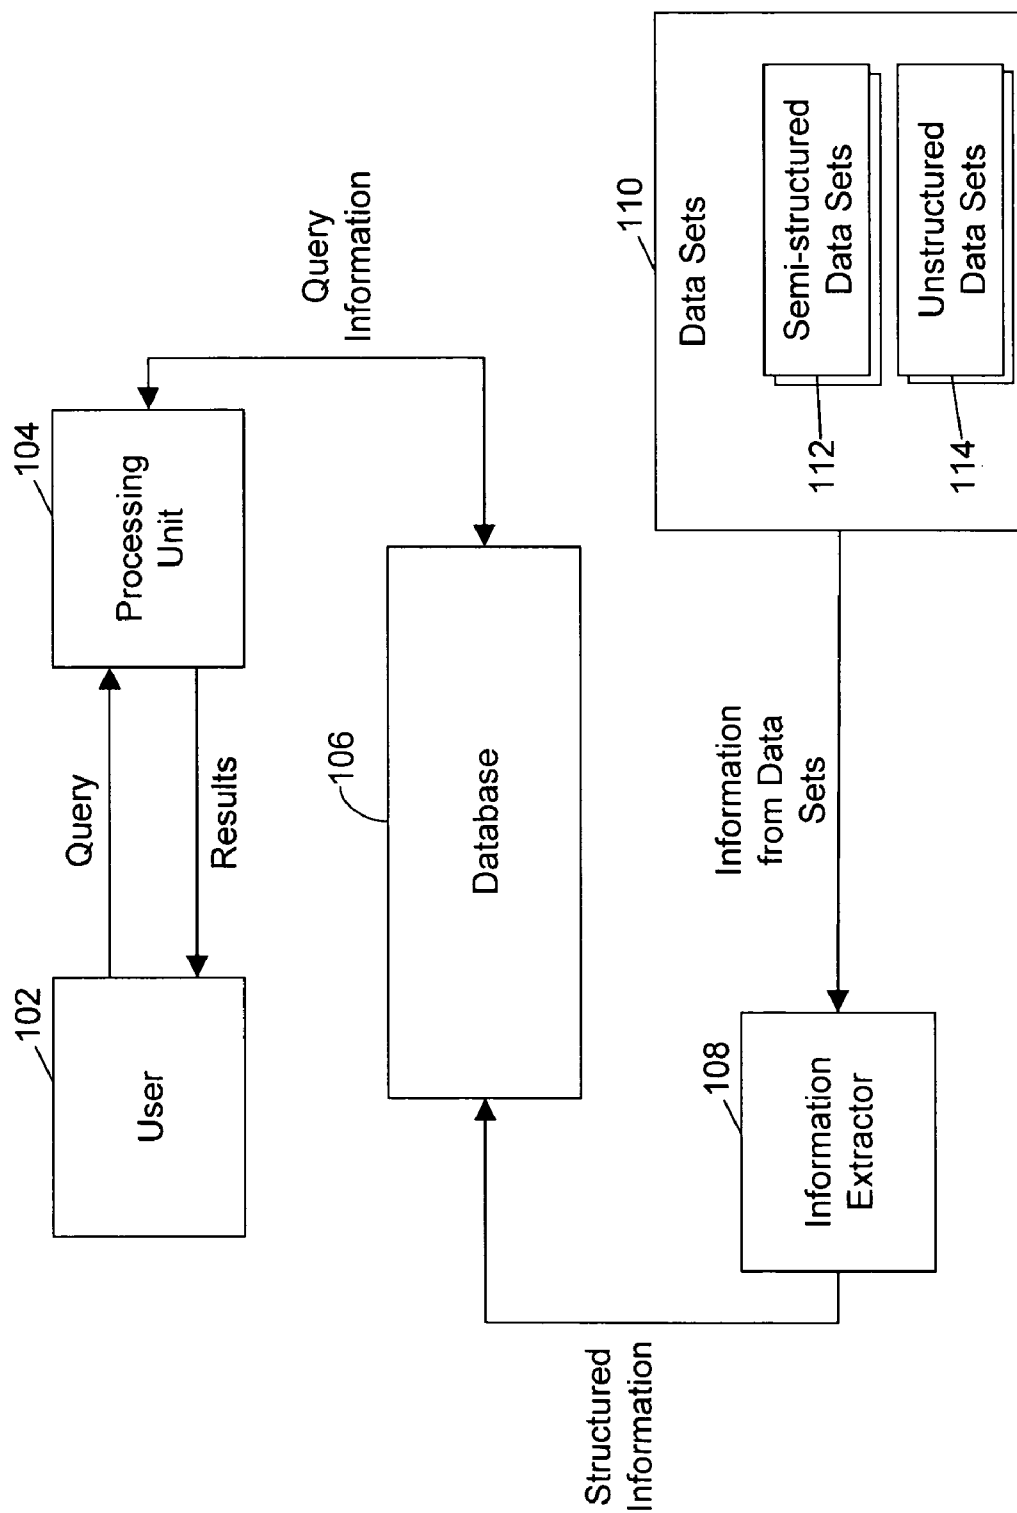 102
User
Query
Results
104
Processing
Unit
Query
Information
106
Database
Structured
Information
108
Information
Extractor
Information
from Data
Sets
110
Data Sets
112
Semi-structured
Data Sets
114
Unstructured
Data Sets